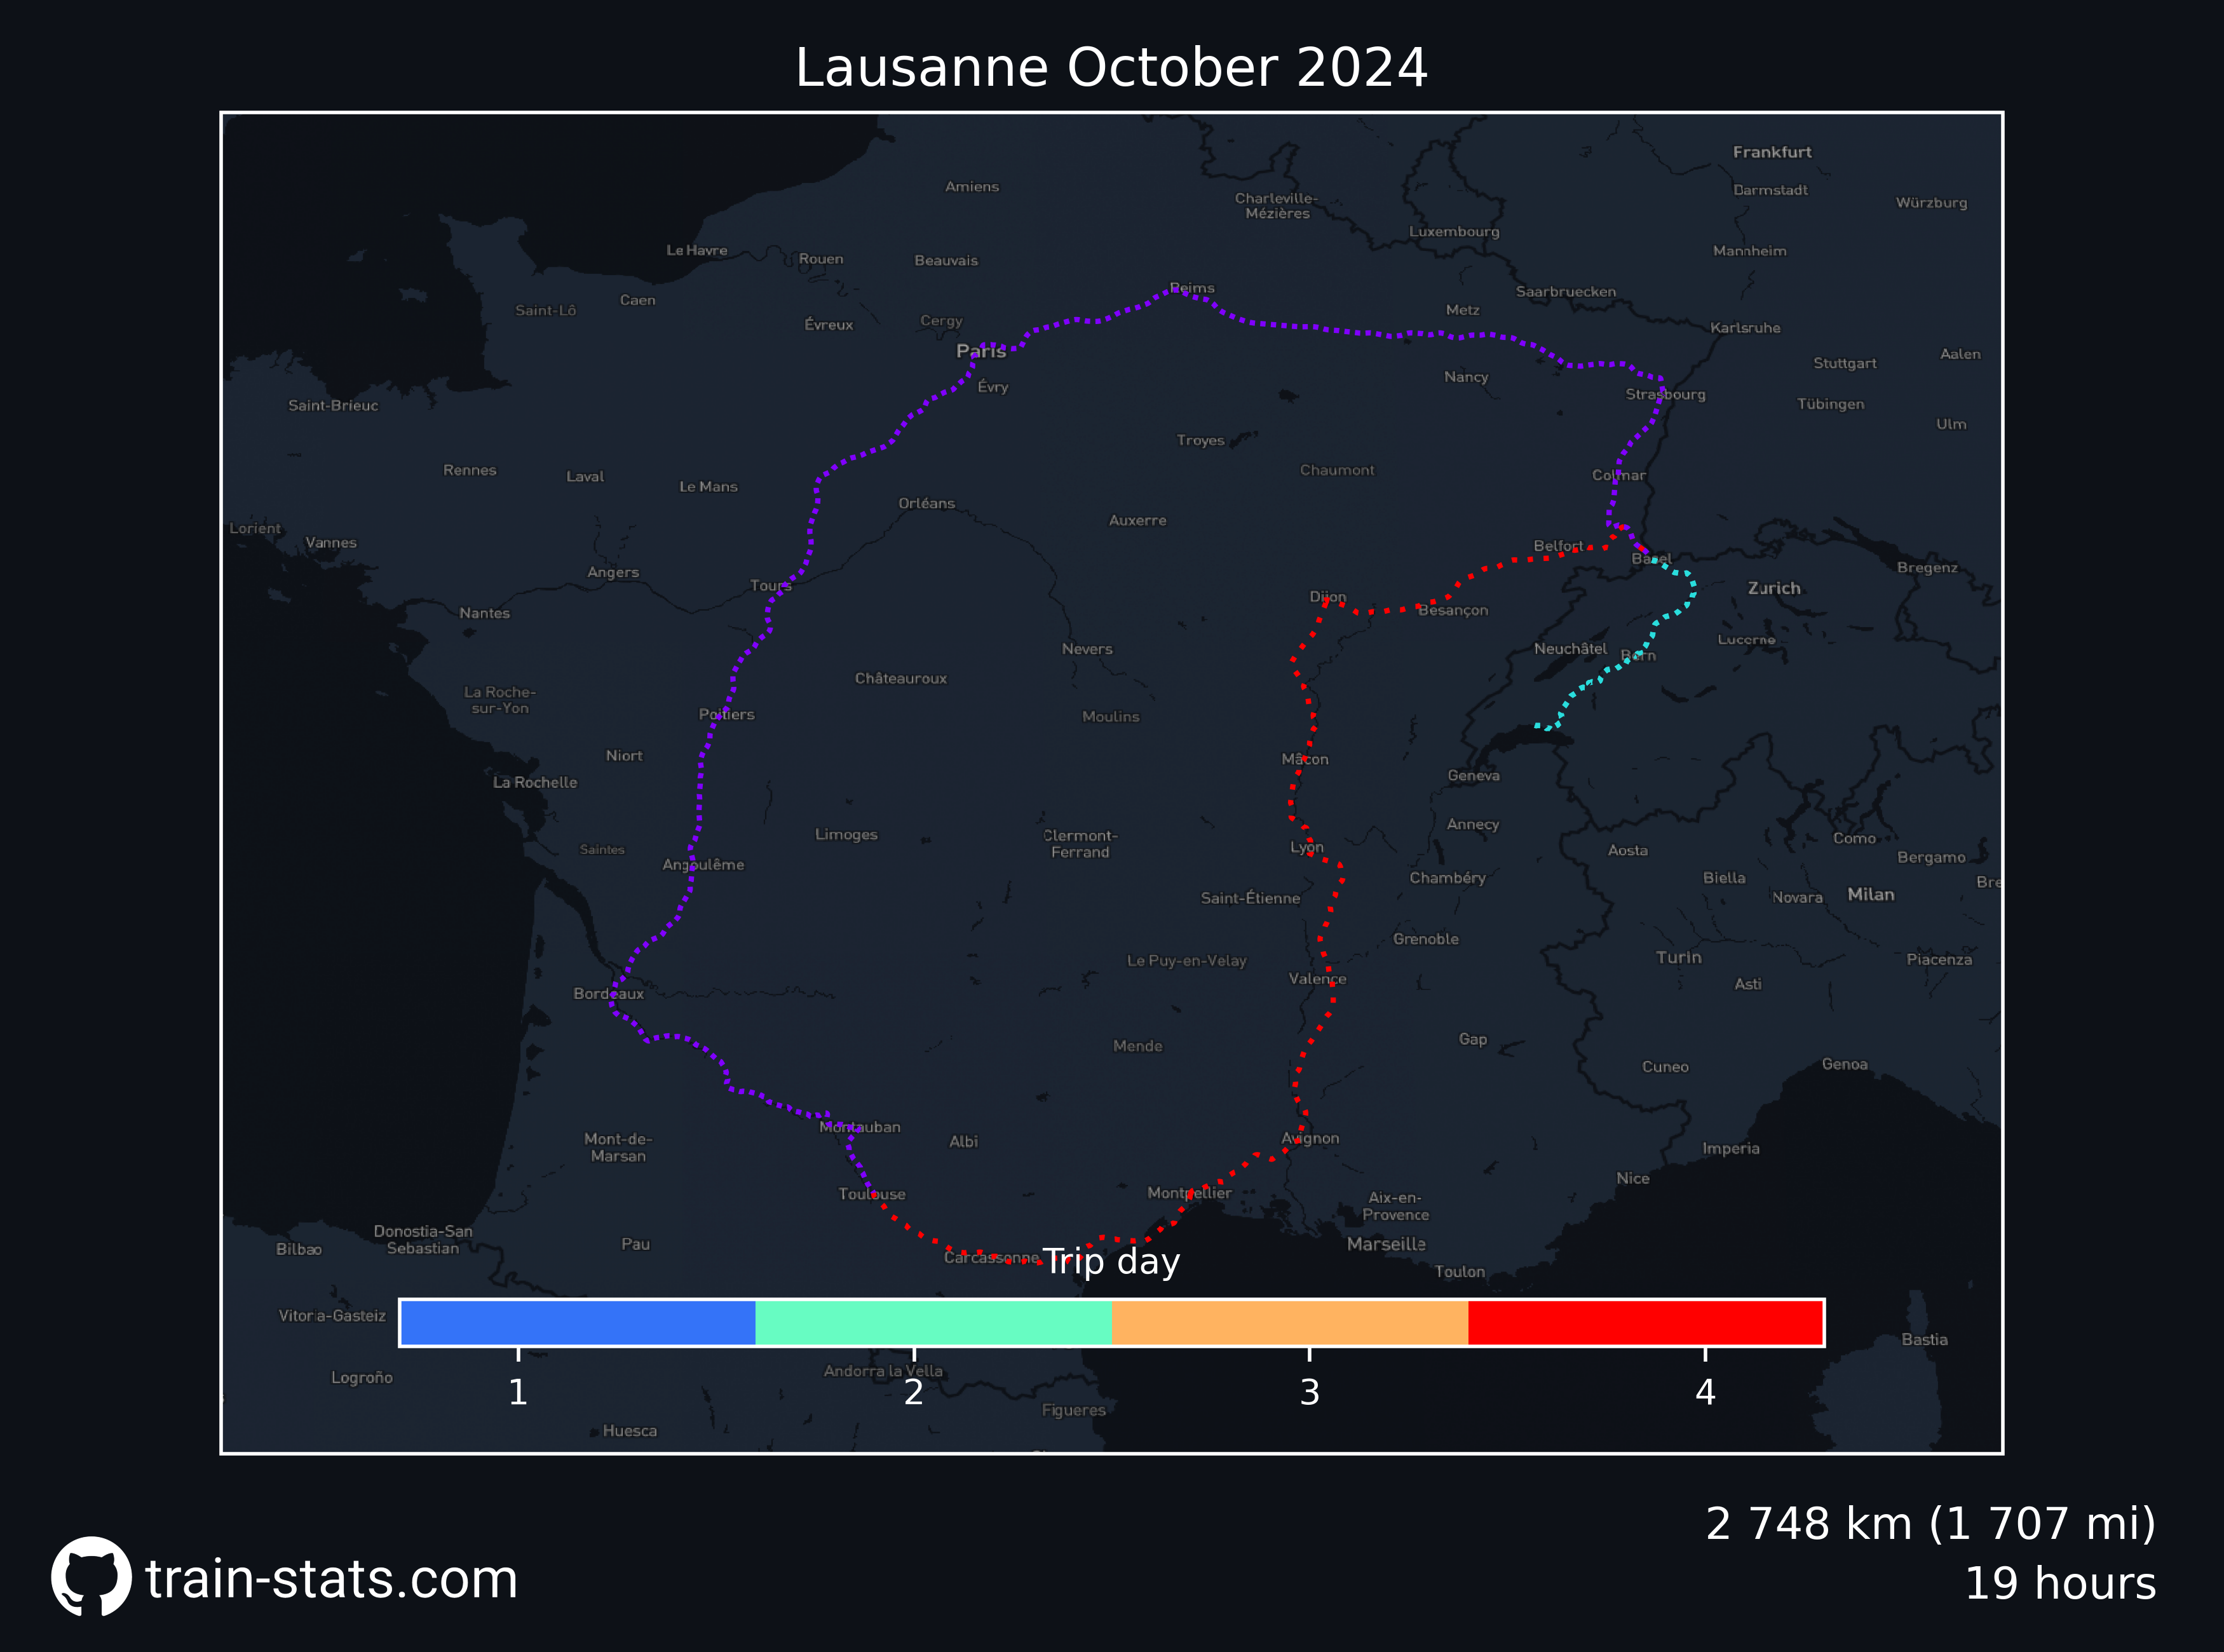 Lausanne October 2024
Frankfurt
Amiens
Darmstadt
Charleville-
Mézières
Würzburg
Luxembourg
Le Havre
Rouen
Beauvais
Mannheim
Reims
Saarbruecken
Saint-Lô
Caen
Metz
Évreux
Cergy
Karlsruhe
Paris
Stuttgart
Aalen
Évry
Nancy
Strasbourg
Saint-Brieuc
Tübingen
Ulm
Troyes
Rennes
Laval
Le Mans
Chaumont
Colmar
Orléans
Auxerre
Lorient
Vannes
Belfort
Basel
Bregenz
Angers
Tours
Zurich
Dijon
Besançon
Nantes
Nevers
Neuchâtel
Bern
Lucerne
Châteauroux
La Roche-
sur-Yon
Poitiers
Moulins
Niort
Mâcon
La Rochelle
Geneva
Limoges
Clermont-
Ferrand
Annecy
Como
Saintes
Angoulême
Lyon
Aosta
Bergamo
Chambéry
Biella
Bre
Saint-Étienne
Novara
Milan
Grenoble
Le Puy-en-Velay
Turin
Piacenza
Valence
Asti
Bordeaux
Mende
Gap
Cuneo
Genoa
Montauban
Mont-de-
Marsan
Albi
Avignon
Imperia
Nice
Toulouse
Montpellier
Aix-en-
Provence
Donostia-San
Sebastian
Bilbao
Pau
Marseille
Carcassonne
Trip day
Toulon
Vitoria-Gasteiz
Bastia
Logroño
Andorra la Vella
1 2 3 4
Figueres
Huesca
2 748 km (1 707 mi)
train-stats.com
19 hours